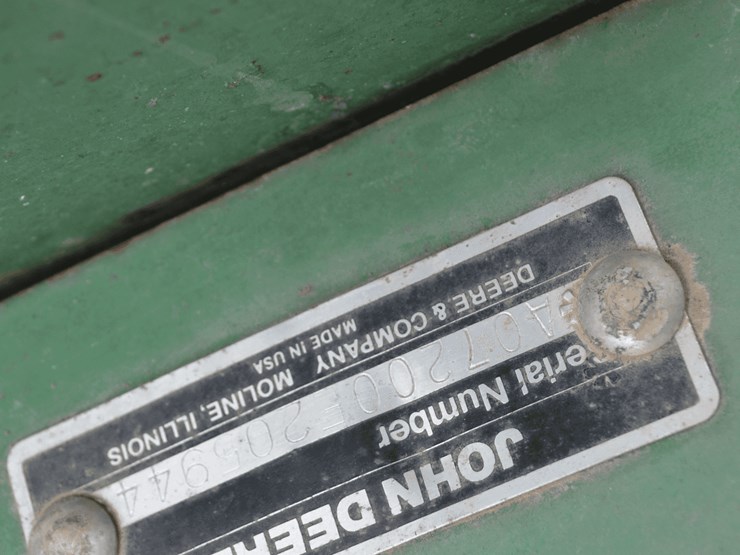 JOHN DEERE
Serial Number
A07200F205944
DEERE & COMPANY MOLINE, ILLINOIS
MADE IN USA